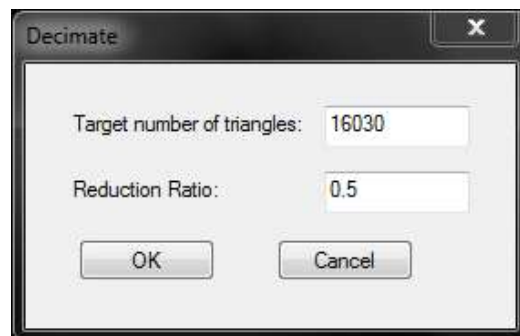 Decimate
Target number of triangles: 16030
Reduction Ratio: 0.5
OK Cancel